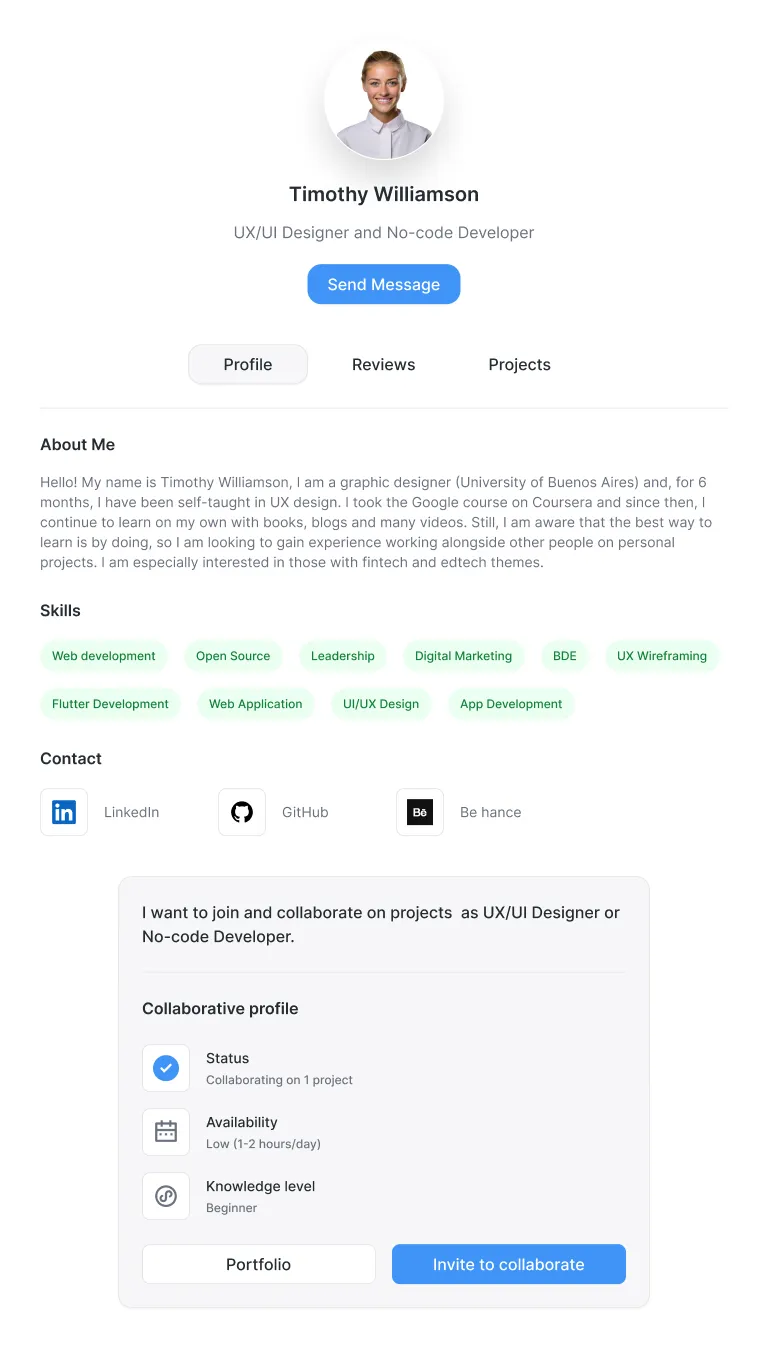 Timothy Williamson
UX/UI Designer and No-code Developer
Send Message
Profile Reviews Projects
About Me
Hello! My name is Timothy Williamson, I am a graphic designer (University of Buenos Aires) and, for 6
months, I have been self-taught in UX design. I took the Google course on Coursera and since then, I
continue to learn on my own with books, blogs and many videos. Still, I am aware that the best way to
learn is by doing, so I am looking to gain experience working alongside other people on personal
projects. I am especially interested in those with fintech and edtech themes.
Skills
Web development Open Source Leadership Digital Marketing BDE UX Wireframing
Flutter Development Web Application UI/UX Design App Development
Contact
in LinkedIn GitHub Bē Be hance
I want to join and collaborate on projects  as UX/UI Designer or
No-code Developer.
Collaborative profile
Status
Collaborating on 1 project
Availability
Low (1-2 hours/day)
Knowledge level
Beginner
Portfolio Invite to collaborate